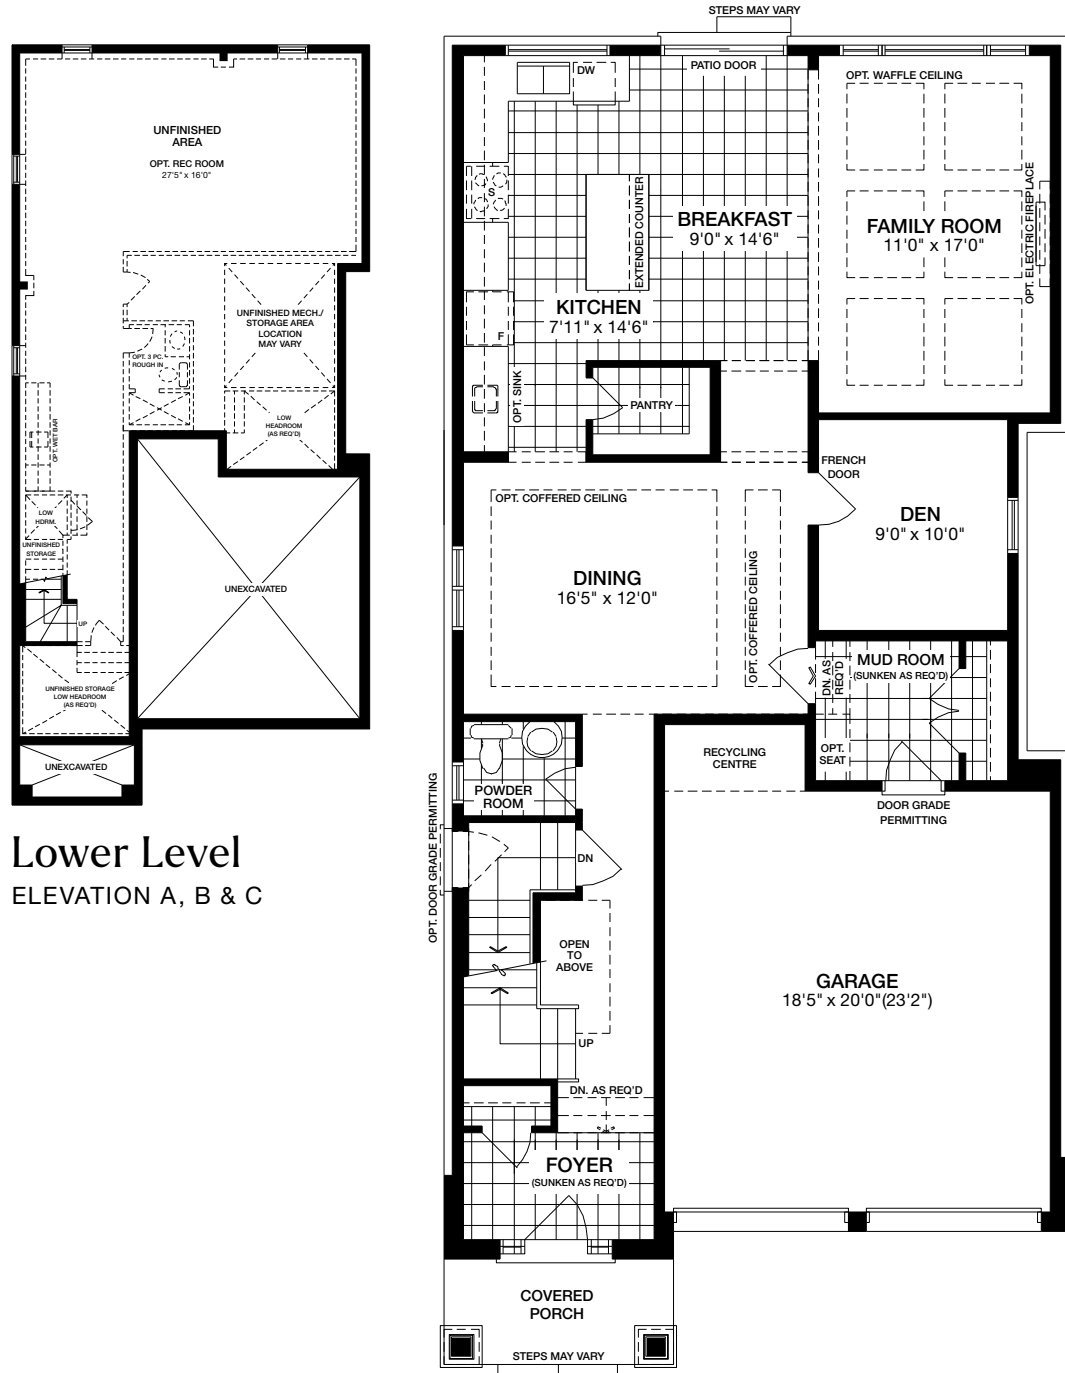 UNFINISHED
AREA
OPT. REC ROOM
27'5" x 16'0"
UNFINISHED MECH./
STORAGE AREA
LOCATION
MAY VARY
OPT. 3 PC.
ROUGH IN
LOW
HEADROOM
(AS REQ'D)
OPT. WET BAR
LOW
HDRM.
UNFINISHED
STORAGE
UP
UNEXCAVATED
UNFINISHED STORAGE
LOW HEADROOM
(AS REQ'D)
UNEXCAVATED
Lower Level
ELEVATION A, B & C
STEPS MAY VARY
PATIO DOOR
DW
OPT. WAFFLE CEILING
S
EXTENDED COUNTER
BREAKFAST
9'0" x 14'6"
FAMILY ROOM
11'0" x 17'0"
OPT. ELECTRIC FIREPLACE
KITCHEN
7'11" x 14'6"
F
OPT. SINK
PANTRY
FRENCH
DOOR
OPT. COFFERED CEILING
DEN
9'0" x 10'0"
DINING
16'5" x 12'0"
OPT. COFFERED CEILING
MUD ROOM
(SUNKEN AS REQ'D)
DN. AS
REQ'D
OPT.
SEAT
RECYCLING
CENTRE
POWDER
ROOM
DOOR GRADE
PERMITTING
OPT. DOOR GRADE PERMITTING
DN
OPEN
TO
ABOVE
GARAGE
18'5" x 20'0"(23'2")
UP
DN. AS REQ'D
FOYER
(SUNKEN AS REQ'D)
COVERED
PORCH
STEPS MAY VARY